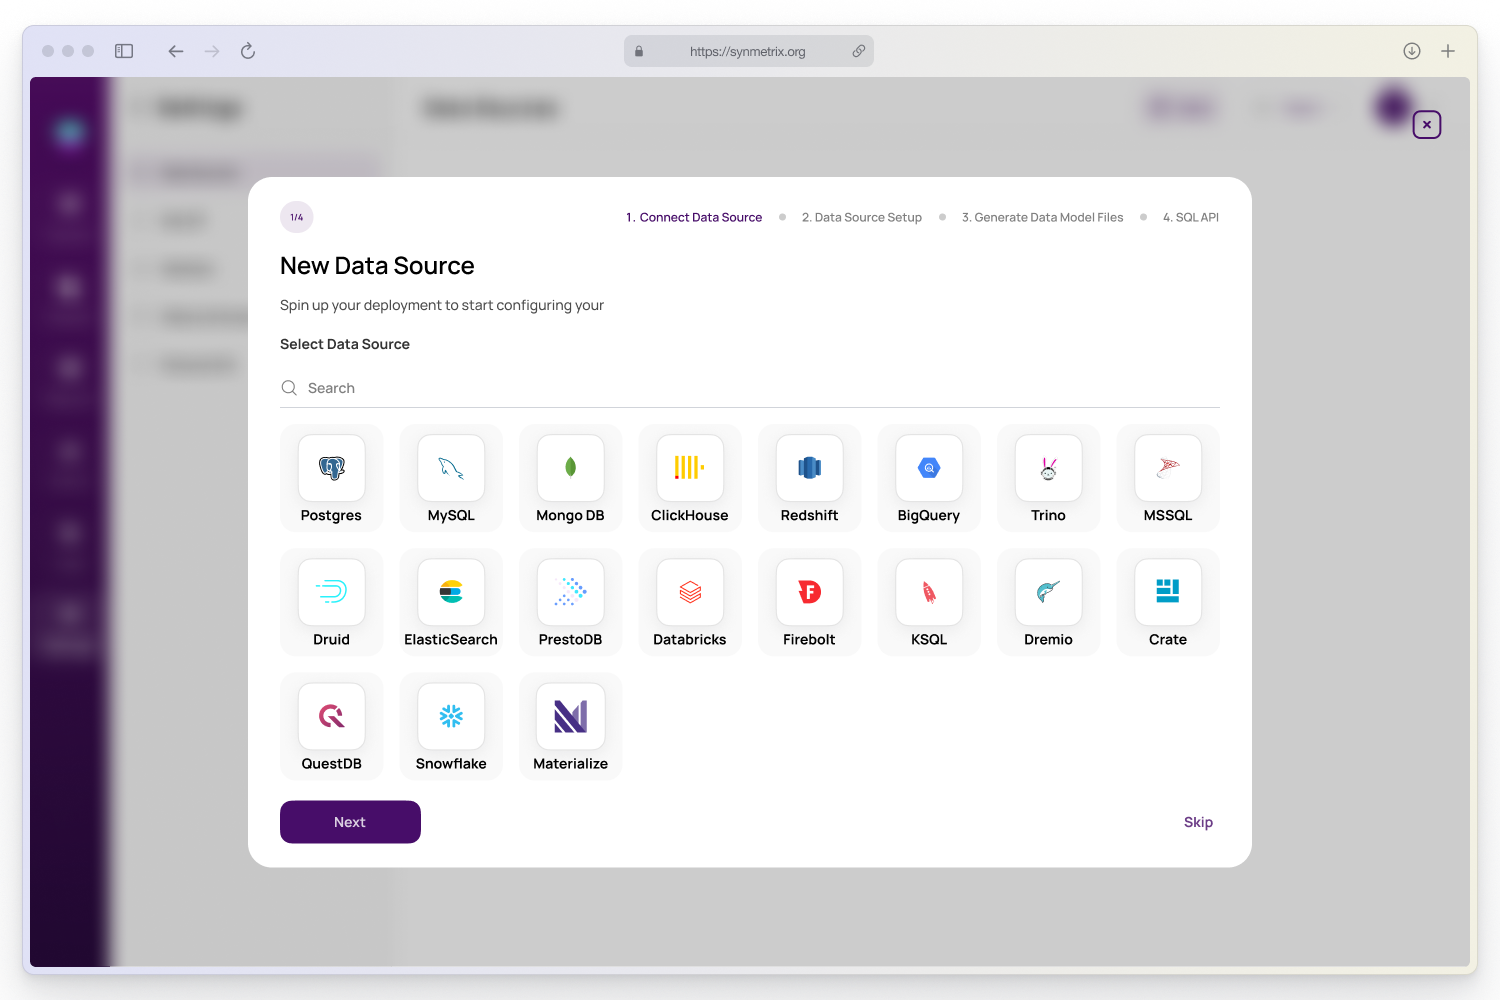 https://synmetrix.org
1/4
1. Connect Data Source
2. Data Source Setup
3. Generate Data Model Files
4. SQL API
New Data Source
Spin up your deployment to start configuring your
Select Data Source
Search
Postgres
MySQL
Mongo DB
ClickHouse
Redshift
BigQuery
Trino
MSSQL
Druid
ElasticSearch
PrestoDB
Databricks
Firebolt
KSQL
Dremio
Crate
QuestDB
Snowflake
Materialize
Next
Skip